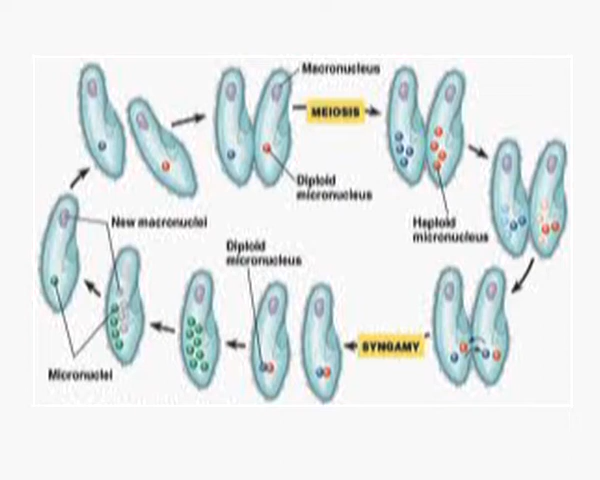 Macronucleus
MEIOSIS
Diploid
micronucleus
Haploid
micronucleus
New macronuclei
Diploid
micronucleus
SYNGAMY
Micronuclei